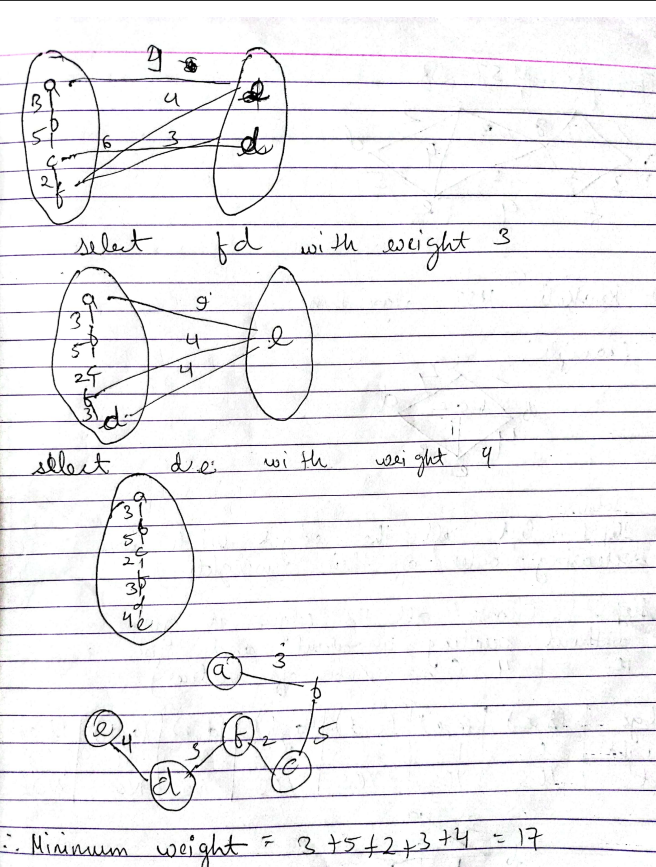 9
a e
3 4
b
5 6 3 d
c
2
f
select fd with weight 3
a 9
3
b 4 e
5
c 4
2
f
3 d
select de with weight 4
a
3
b
5
c
2
f
3
d
4 e
a 3
b
e 4 f 2 5
3 c
d
∴ Minimum weight = 3+5+2+3+4 = 17